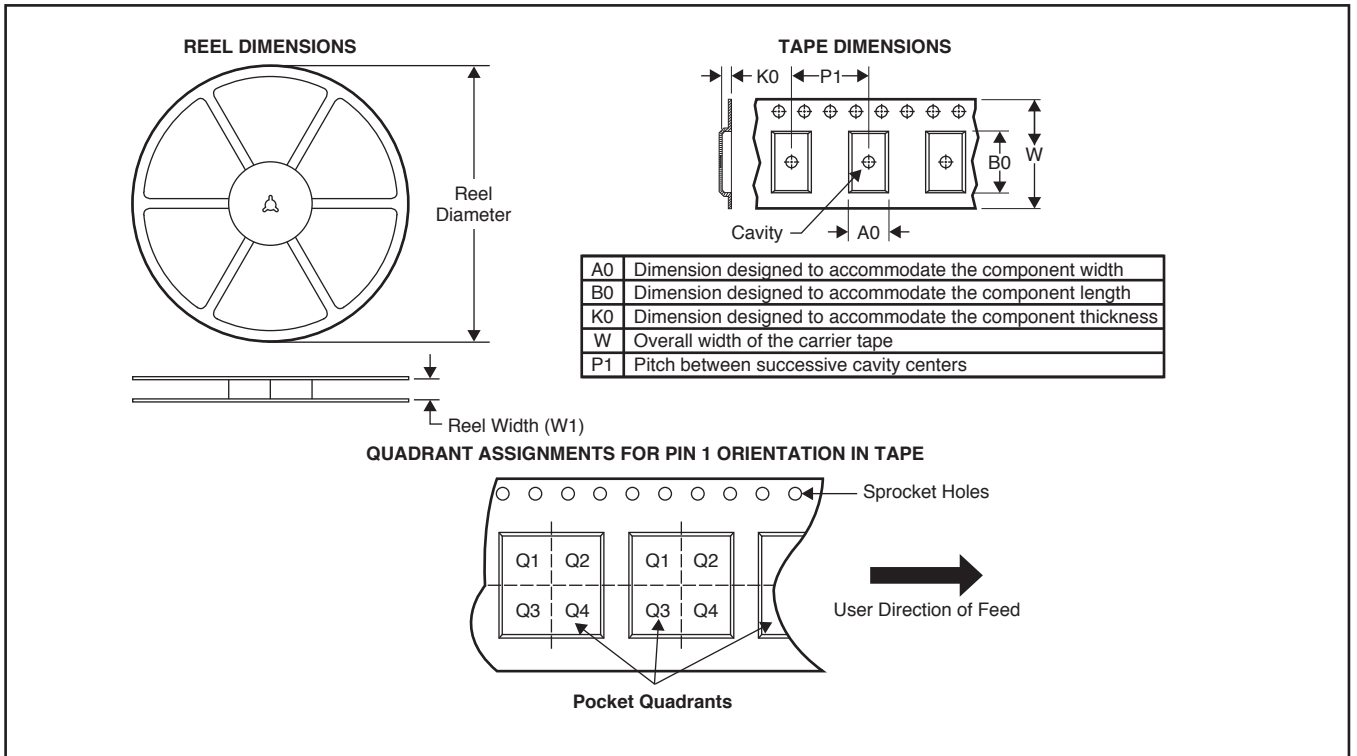 REEL DIMENSIONS
Reel
Diameter
Reel Width (W1)
TAPE DIMENSIONS
K0
P1
B0
W
Cavity
A0
A0 Dimension designed to accommodate the component width
B0 Dimension designed to accommodate the component length
K0 Dimension designed to accommodate the component thickness
W Overall width of the carrier tape
P1 Pitch between successive cavity centers
QUADRANT ASSIGNMENTS FOR PIN 1 ORIENTATION IN TAPE
Sprocket Holes
Q1 Q2 Q1 Q2
Q3 Q4 Q3 Q4
User Direction of Feed
Pocket Quadrants